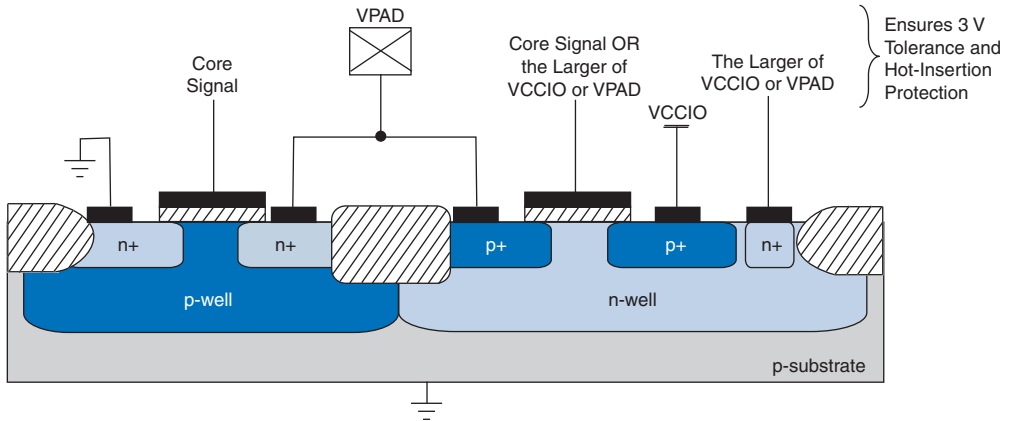 VPAD
Core
Signal
Core Signal OR
the Larger of
VCCIO or VPAD
VCCIO
The Larger of
VCCIO or VPAD
Ensures 3 V
Tolerance and
Hot-Insertion
Protection
n+
n+
p+
p+
n+
p-well
n-well
p-substrate